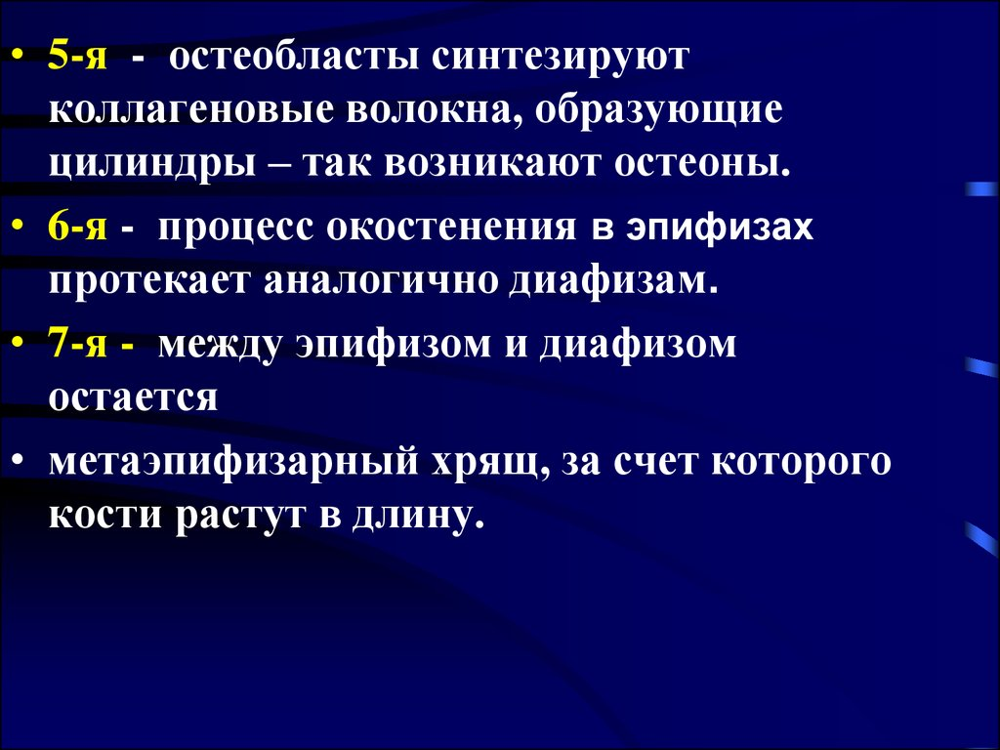 • 5-я - остеобласты синтезируют
коллагеновые волокна, образующие
цилиндры – так возникают остеоны.
• 6-я - процесс окостенения в эпифизах
протекает аналогично диафизам.
• 7-я - между эпифизом и диафизом
остается
• метаэпифизарный хрящ, за счет которого
кости растут в длину.